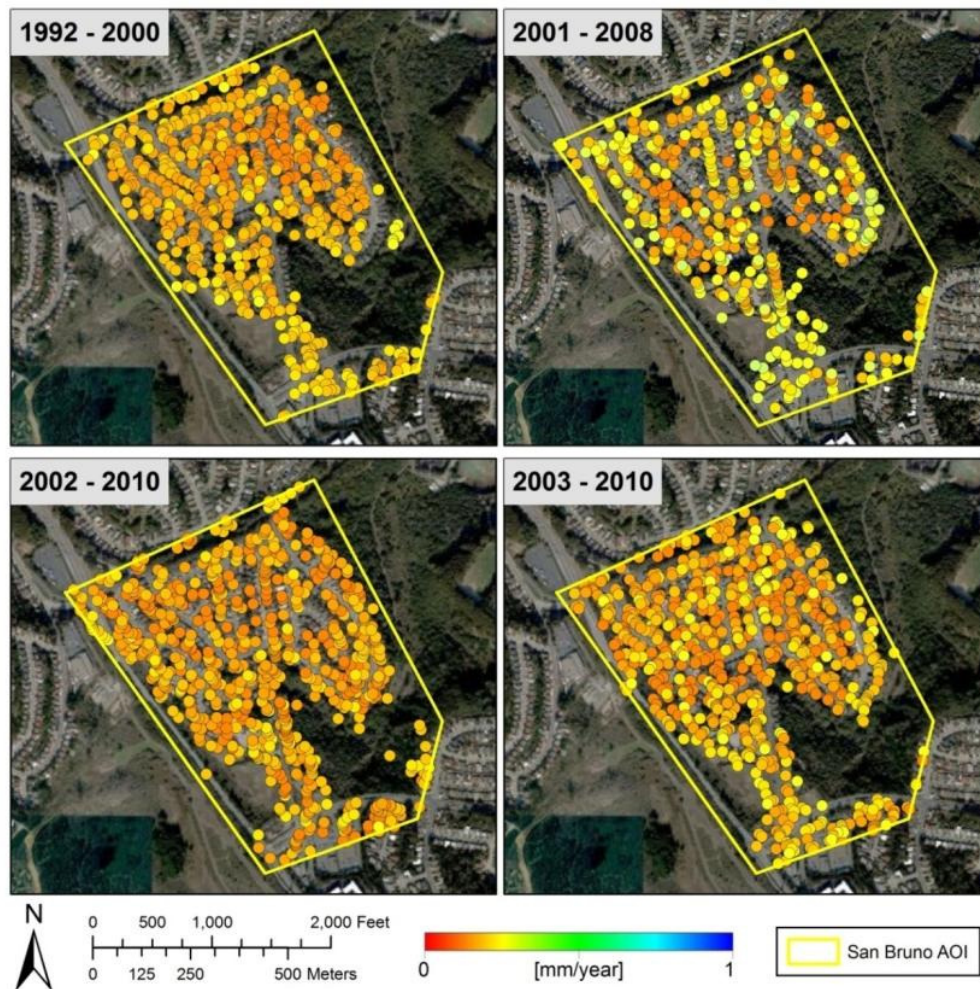 1992 - 2000
2001 - 2008
2002 - 2010
2003 - 2010
N
0 500 1,000 2,000 Feet
0 125 250 500 Meters
0 [mm/year] 1
San Bruno AOI